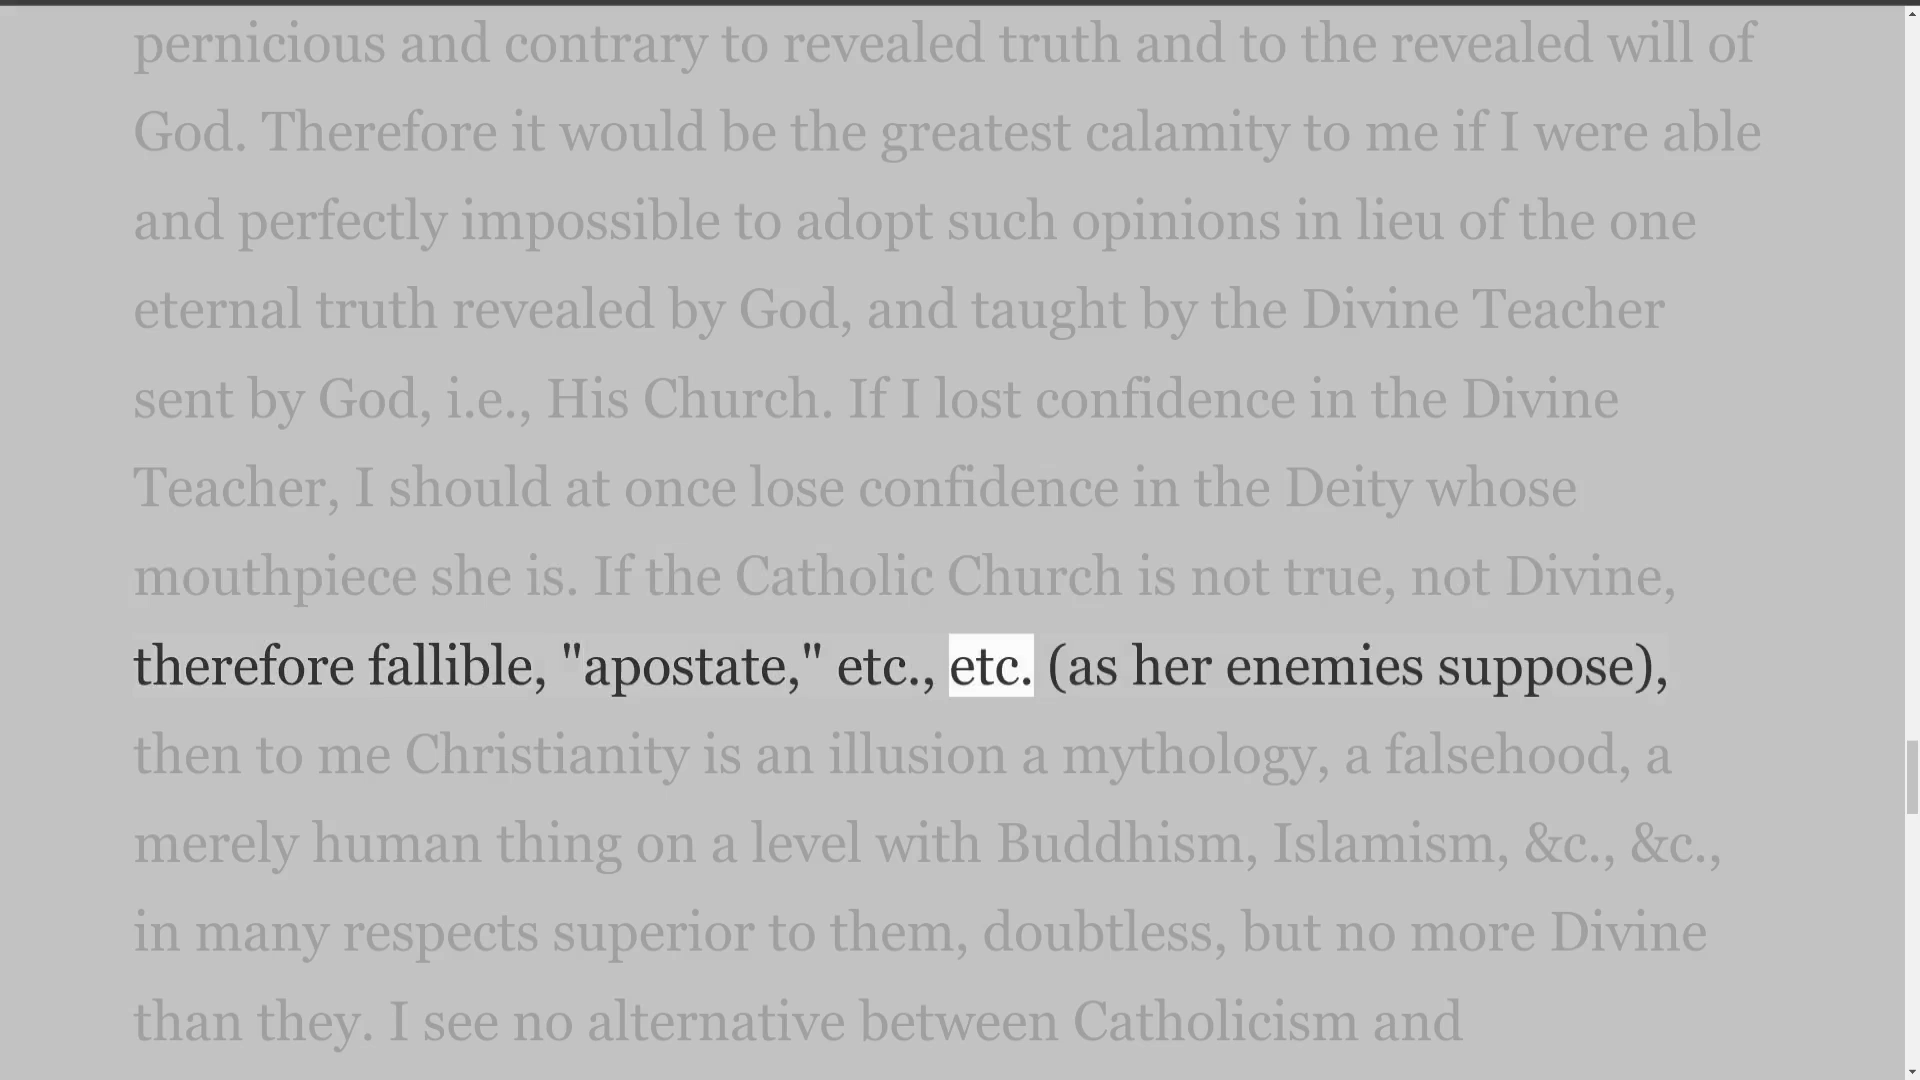 pernicious and contrary to revealed truth and to the revealed will of
God. Therefore it would be the greatest calamity to me if I were able
and perfectly impossible to adopt such opinions in lieu of the one
eternal truth revealed by God, and taught by the Divine Teacher
sent by God, i.e., His Church. If I lost confidence in the Divine
Teacher, I should at once lose confidence in the Deity whose
mouthpiece she is. If the Catholic Church is not true, not Divine,
therefore fallible, "apostate," etc., etc. (as her enemies suppose),
then to me Christianity is an illusion a mythology, a falsehood, a
merely human thing on a level with Buddhism, Islamism, &c., &c.,
in many respects superior to them, doubtless, but no more Divine
than they. I see no alternative between Catholicism and